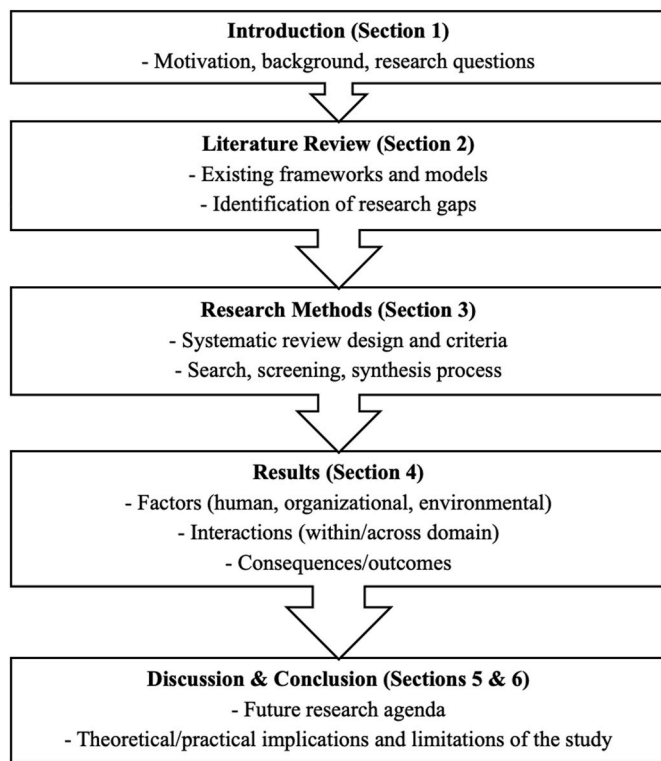 Introduction (Section 1)
- Motivation, background, research questions
Literature Review (Section 2)
- Existing frameworks and models
- Identification of research gaps
Research Methods (Section 3)
- Systematic review design and criteria
- Search, screening, synthesis process
Results (Section 4)
- Factors (human, organizational, environmental)
- Interactions (within/across domain)
- Consequences/outcomes
Discussion & Conclusion (Sections 5 & 6)
- Future research agenda
- Theoretical/practical implications and limitations of the study